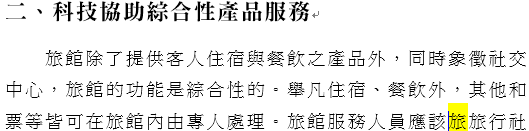 二、科技協助綜合性產品服務
旅館除了提供客人住宿與餐飲之產品外，同時象徵社交
中心，旅館的功能是綜合性的。舉凡住宿、餐飲外，其他和
票等皆可在旅館內由專人處理。旅館服務人員應該旅旅行社